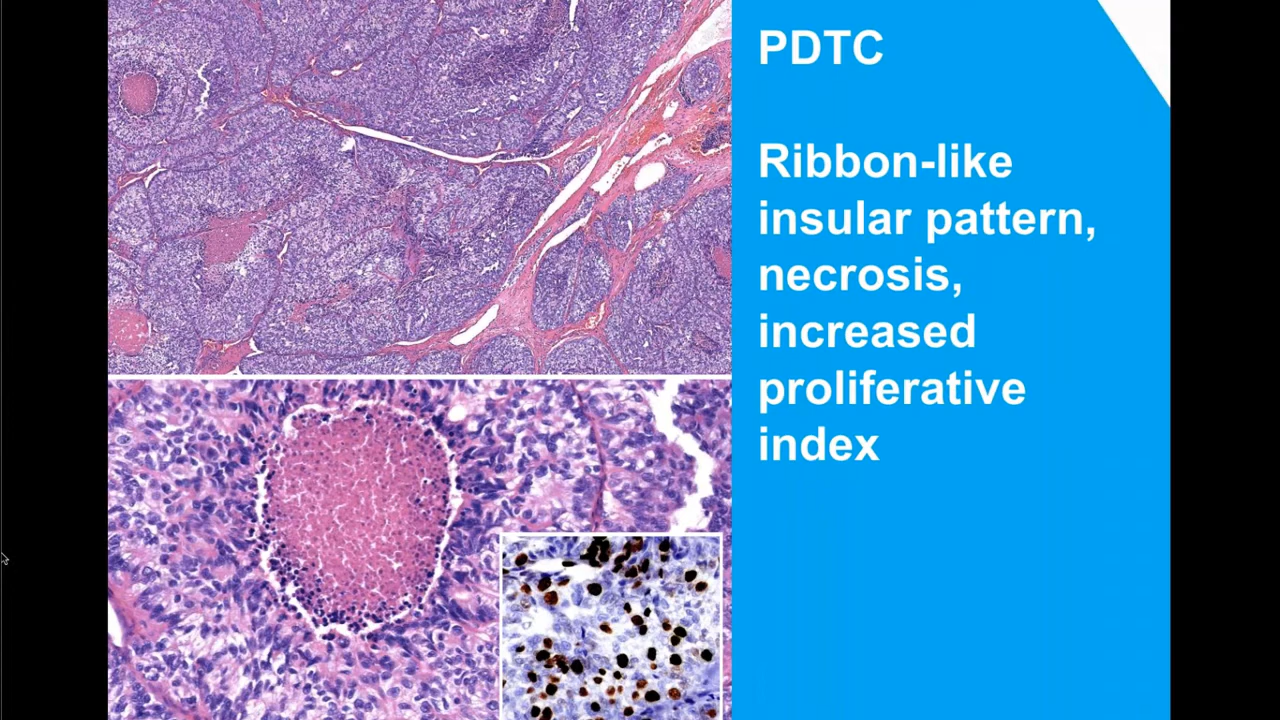 PDTC
Ribbon-like
insular pattern,
necrosis,
increased
proliferative
index